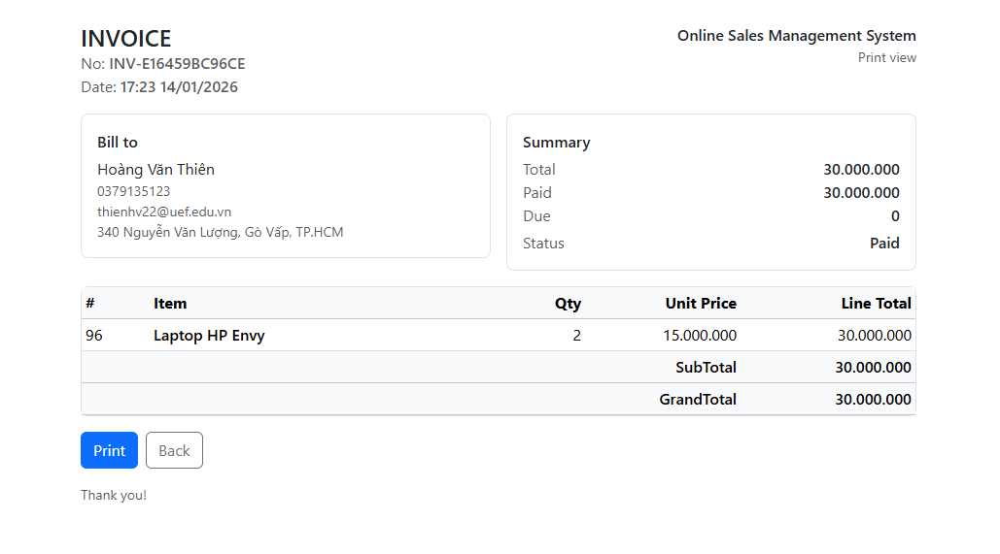 INVOICE
No: INV-E16459BC96CE
Date: 17:23 14/01/2026
Online Sales Management System
Print view
Bill to
Hoàng Văn Thiên
0379135123
thienhv22@uef.edu.vn
340 Nguyễn Văn Lượng, Gò Vấp, TP.HCM
Summary
Total 30.000.000
Paid 30.000.000
Due 0
Status Paid
# Item Qty Unit Price Line Total
96 Laptop HP Envy 2 15.000.000 30.000.000
SubTotal 30.000.000
GrandTotal 30.000.000
Print Back
Thank you!